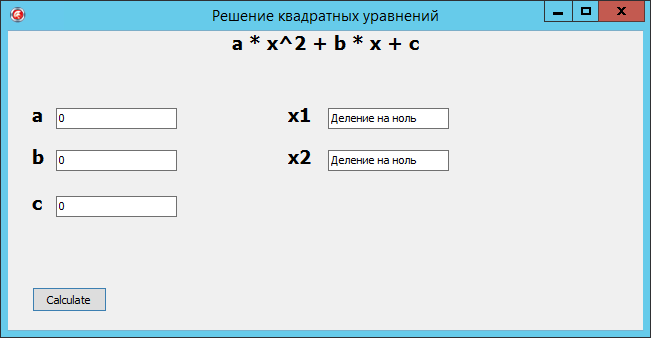 Решение квадратных уравнений
a * x^2 + b * x + c
a 0 x1 Деление на ноль
b 0 x2 Деление на ноль
c 0
Calculate